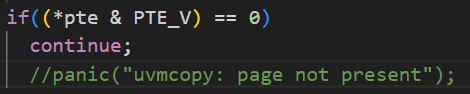 if((*pte & PTE_V) == 0)
  continue;
  //panic("uvmcopy: page not present");